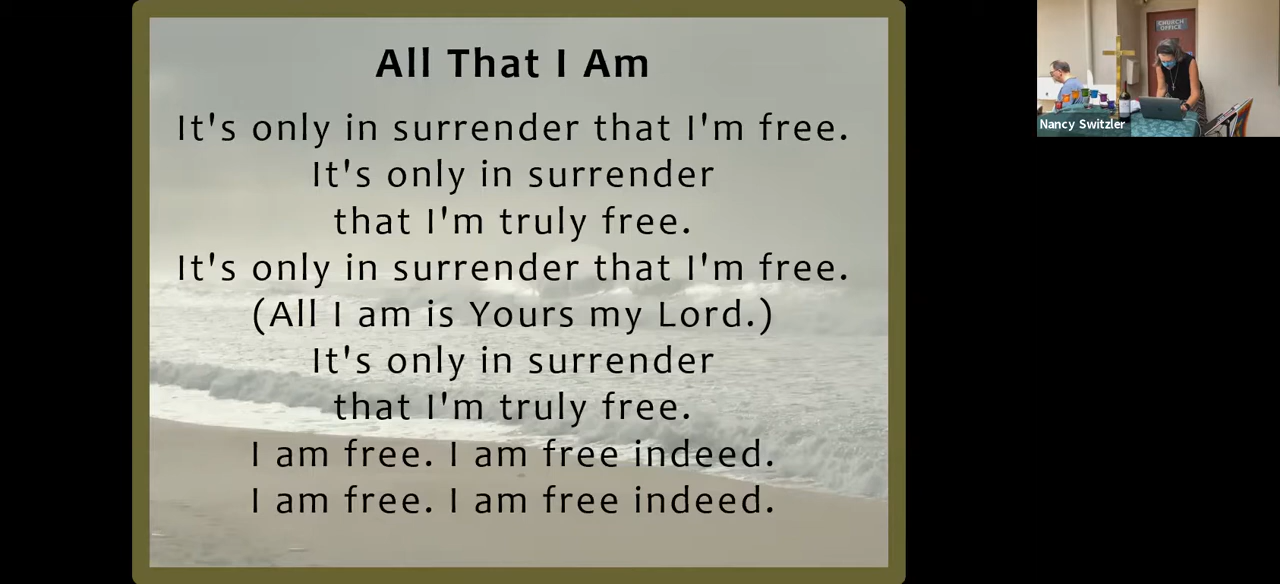 All That I Am
It's only in surrender that I'm free.
It's only in surrender
that I'm truly free.
It's only in surrender that I'm free.
(All I am is Yours my Lord.)
It's only in surrender
that I'm truly free.
I am free. I am free indeed.
I am free. I am free indeed.
CHURCH
OFFICE
Nancy Switzler